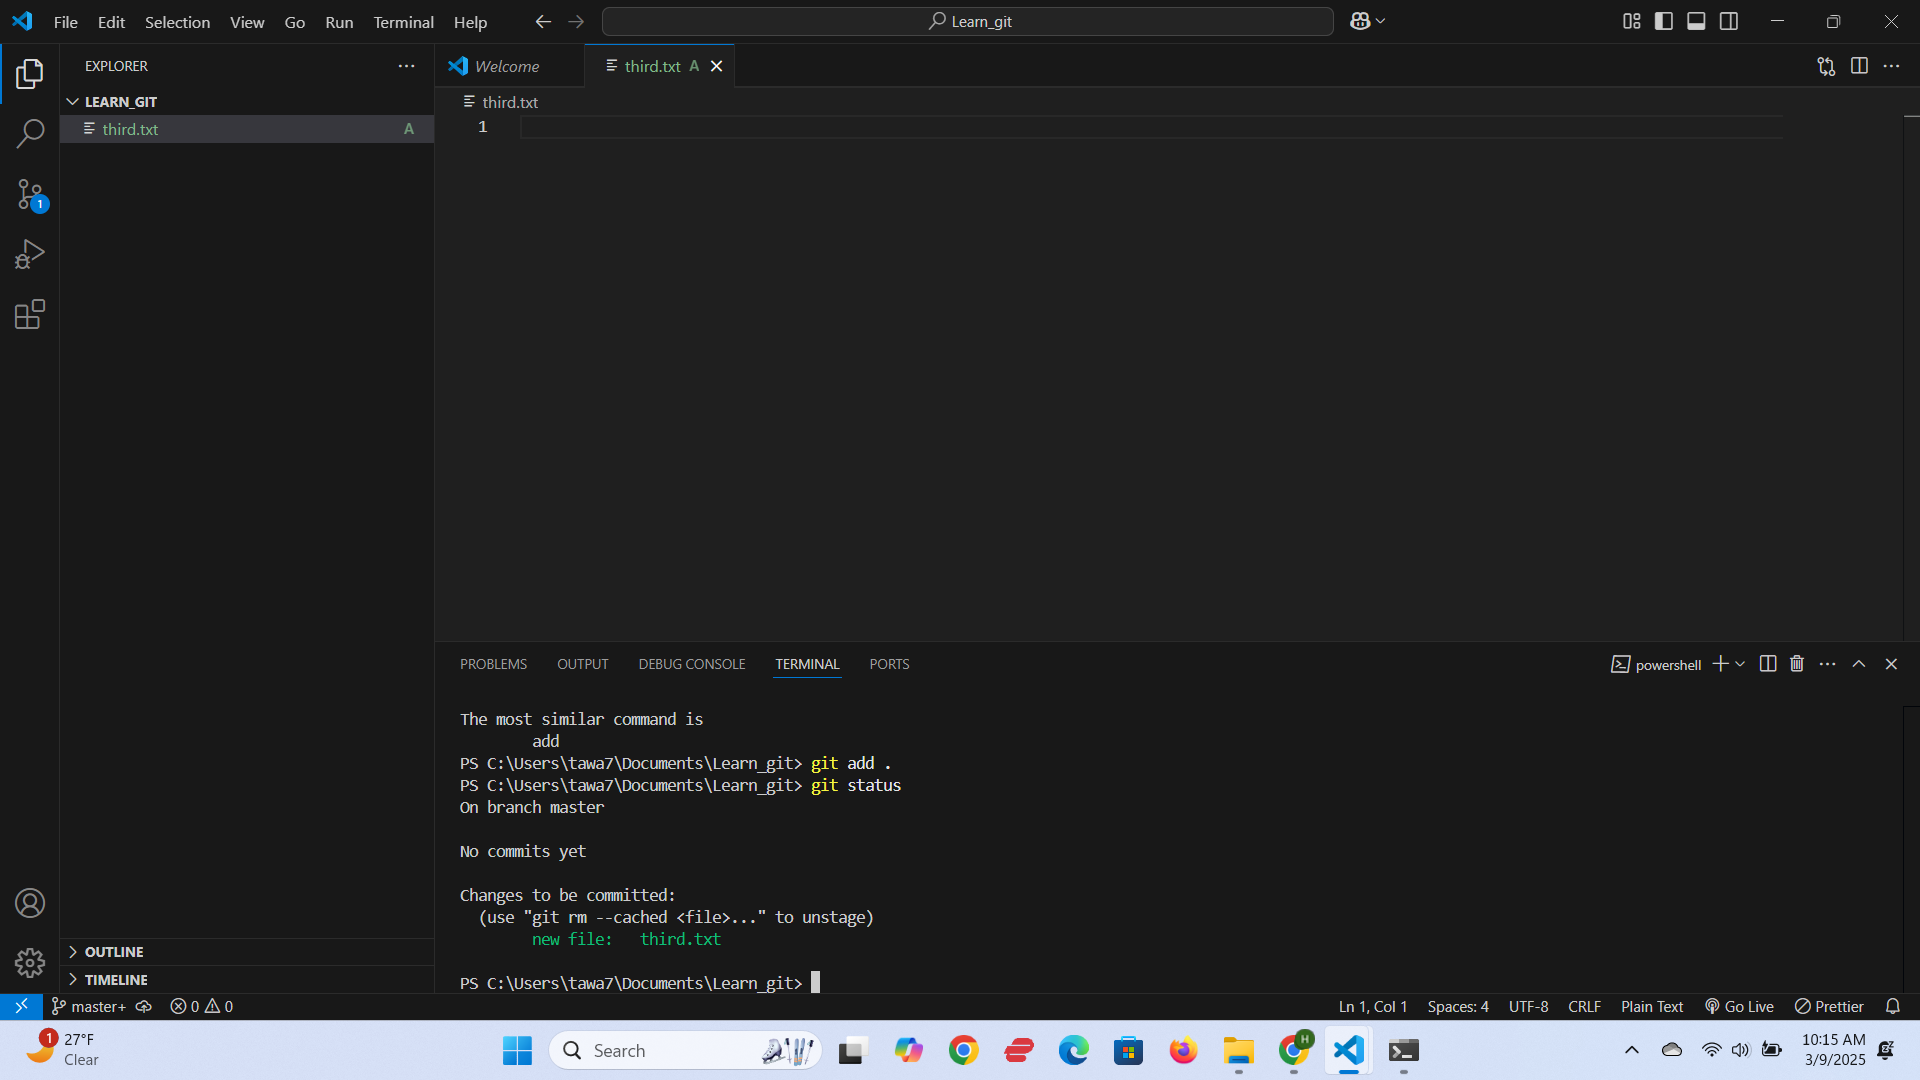 File Edit Selection View Go Run Terminal Help
Learn_git
EXPLORER
LEARN_GIT
third.txt A
1
OUTLINE
TIMELINE
Welcome
third.txt A
third.txt
1
PROBLEMS OUTPUT DEBUG CONSOLE TERMINAL PORTS
powershell
The most similar command is
add
PS C:\Users\tawa7\Documents\Learn_git> git add .
PS C:\Users\tawa7\Documents\Learn_git> git status
On branch master
No commits yet
Changes to be committed:
(use "git rm --cached <file>..." to unstage)
new file:   third.txt
PS C:\Users\tawa7\Documents\Learn_git>
master+ 0 0 Ln 1, Col 1 Spaces: 4 UTF-8 CRLF Plain Text Go Live Prettier
1
27°F
Clear
Search
H
10:15 AM
3/9/2025